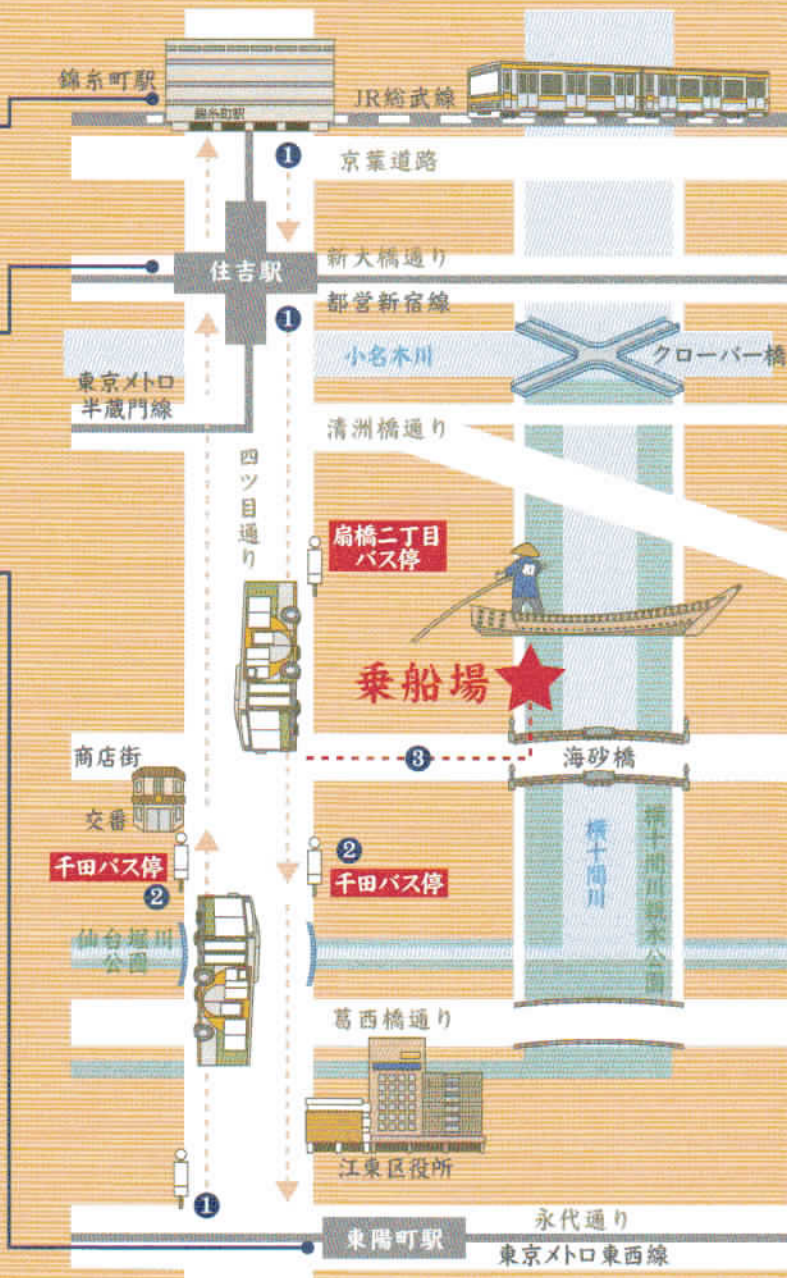 錦糸町駅
錦糸町駅
JR総武線
❶
京葉道路
新大橋通り
住吉駅
都営新宿線
❶
小名木川
クローバー橋
東京メトロ
半蔵門線
清洲橋通り
四ツ目通り
扇橋二丁目
バス停
乗船場
商店街
❸
海砂橋
交番
千田バス停
❷
❷
千田バス停
横十間川
横十間川親水公園
仙台堀川
公園
葛西橋通り
江東区役所
❶
永代通り
東陽町駅
東京メトロ東西線